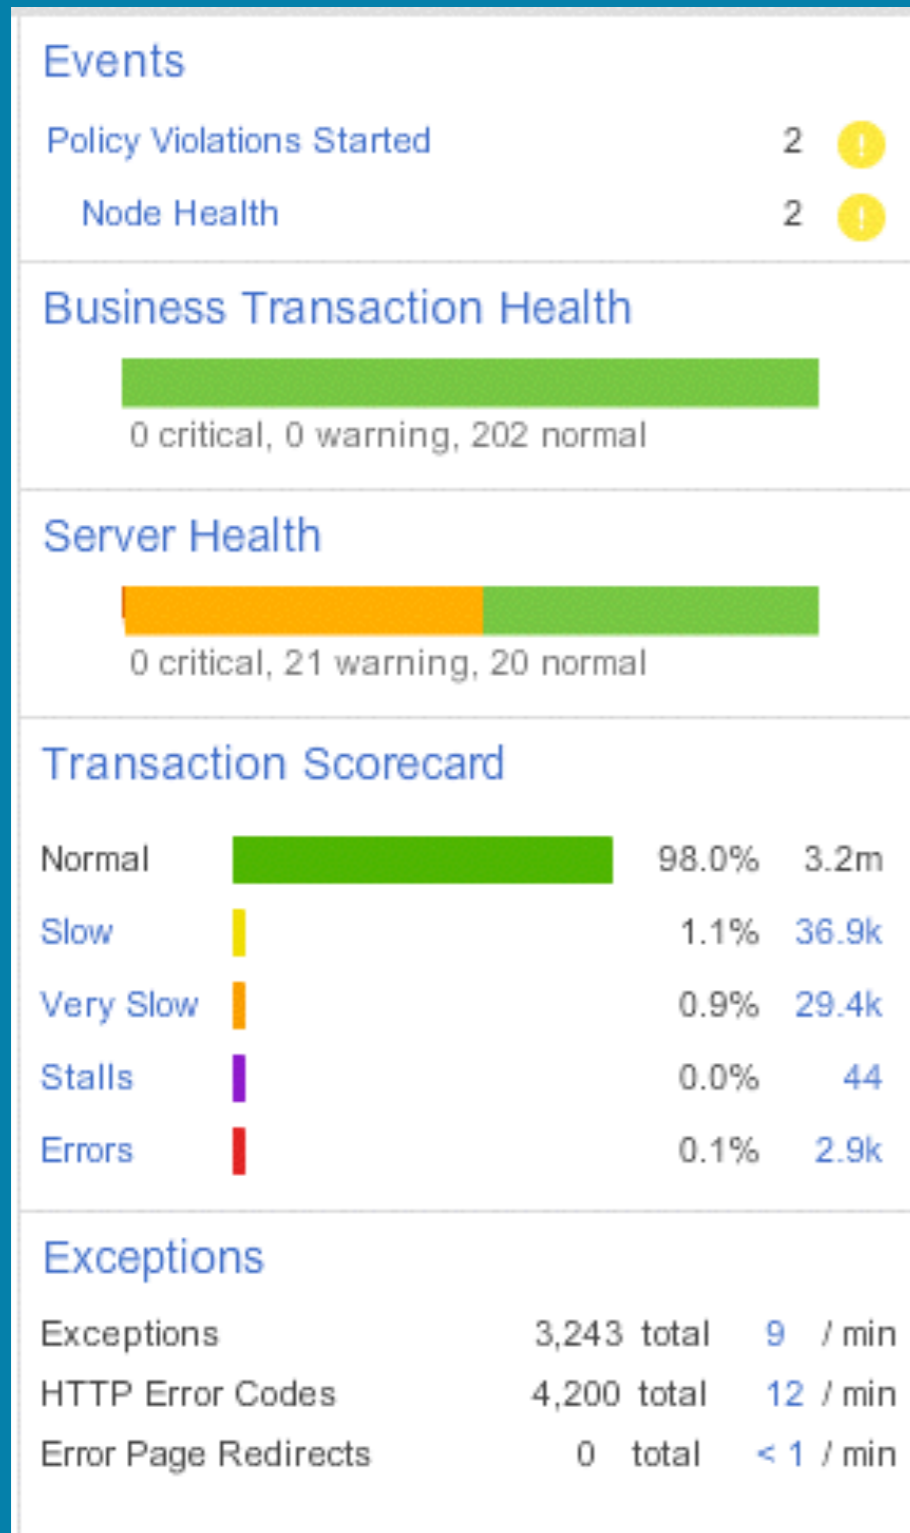 Events
Policy Violations Started 2 !
Node Health 2 !
Business Transaction Health
0 critical, 0 warning, 202 normal
Server Health
0 critical, 21 warning, 20 normal
Transaction Scorecard
Normal 98.0% 3.2m
Slow 1.1% 36.9k
Very Slow 0.9% 29.4k
Stalls 0.0% 44
Errors 0.1% 2.9k
Exceptions
Exceptions 3,243 total 9 / min
HTTP Error Codes 4,200 total 12 / min
Error Page Redirects 0 total < 1 / min